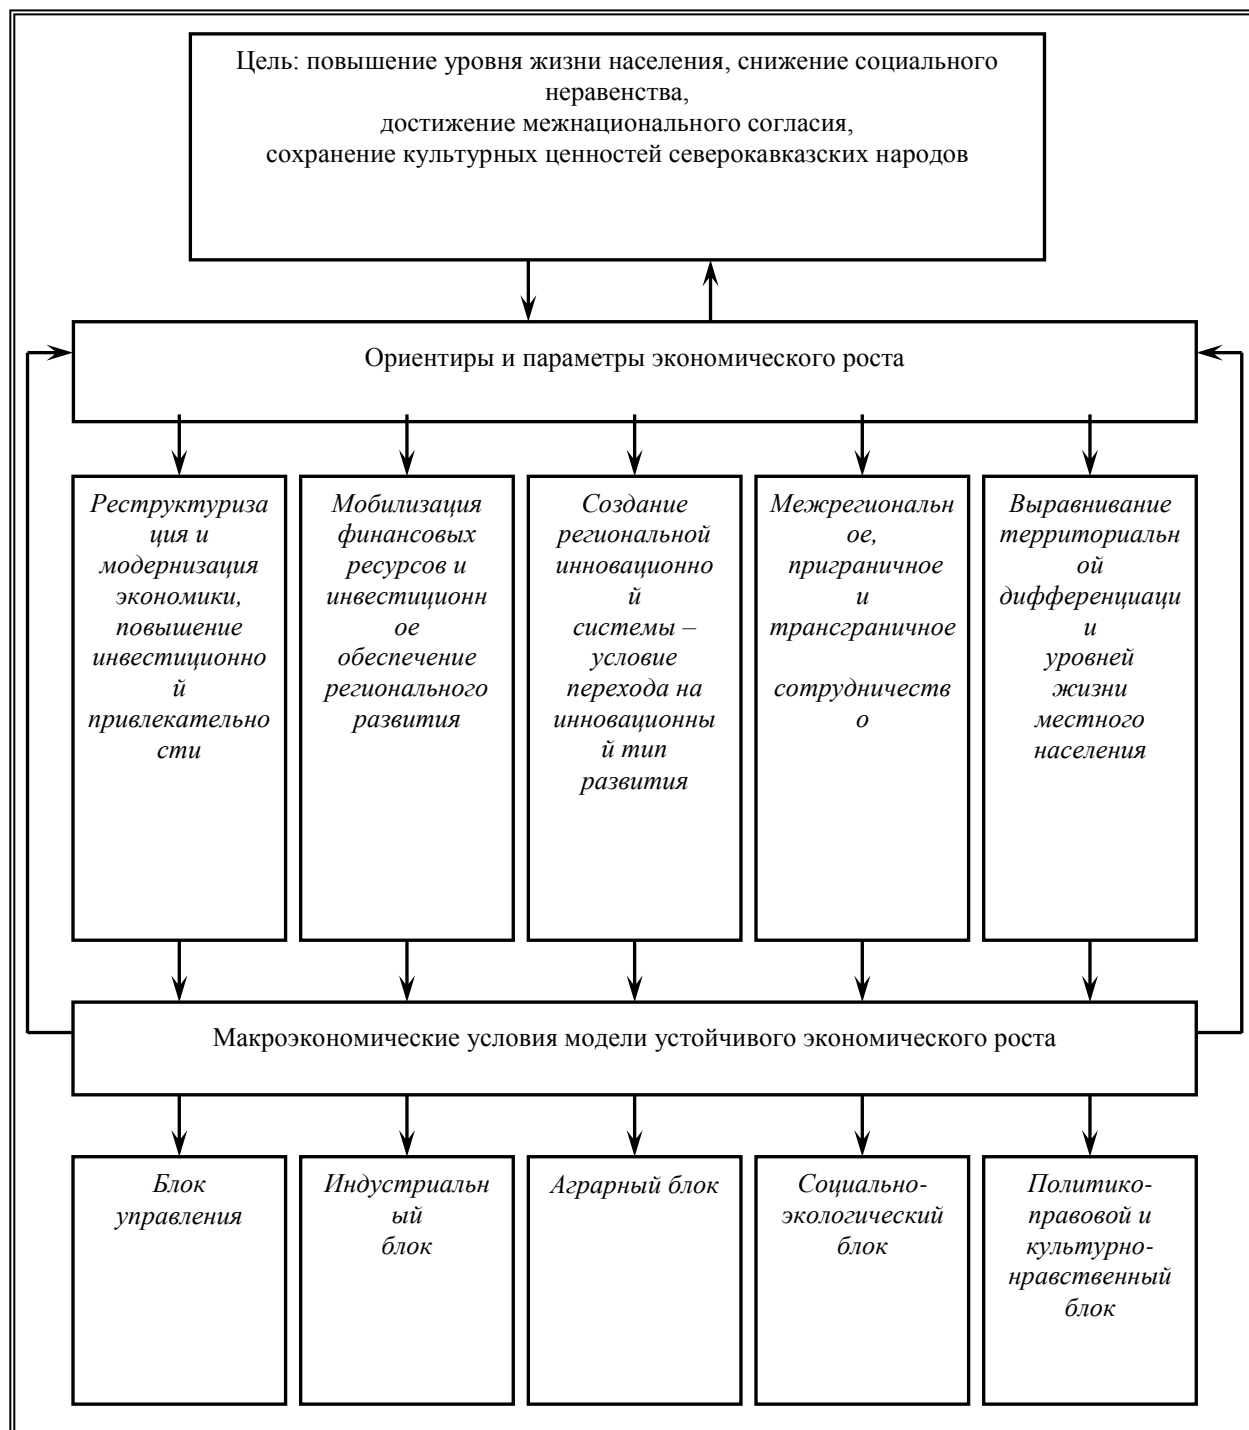 Цель: повышение уровня жизни населения, снижение социального
неравенства,
достижение межнационального согласия,
сохранение культурных ценностей северокавказских народов
Ориентиры и параметры экономического роста
Реструктуриза
ция и
модернизация
экономики,
повышение
инвестиционно
й
привлекательно
сти
Мобилизация
финансовых
ресурсов и
инвестиционн
ое
обеспечение
регионального
развития
Создание
региональной
инновационно
й
системы –
условие
перехода на
инновационны
й тип
развития
Межрегиональн
ое,
приграничное
и
трансграничное
сотрудничеств
о
Выравнивание
территориальн
ой
дифференциаци
и
уровней
жизни
местного
населения
Макроэкономические условия модели устойчивого экономического роста
Блок
управления
Индустриальн
ый
блок
Аграрный блок
Социально-
экологический
блок
Политико-
правовой и
культурно-
нравственный
блок